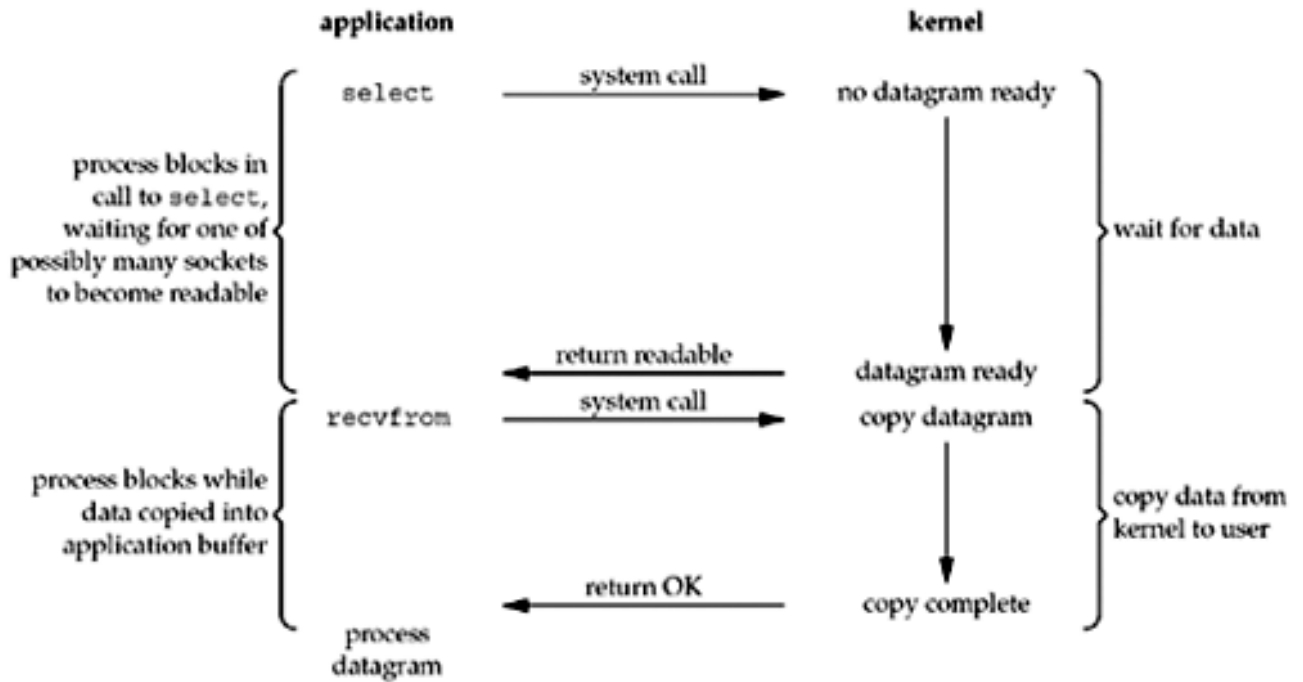 application
kernel
select
system call
no datagram ready
process blocks in
call to select,
waiting for one of
possibly many sockets
to become readable
wait for data
return readable
datagram ready
recvfrom
system call
copy datagram
process blocks while
data copied into
application buffer
copy data from
kernel to user
return OK
copy complete
process
datagram